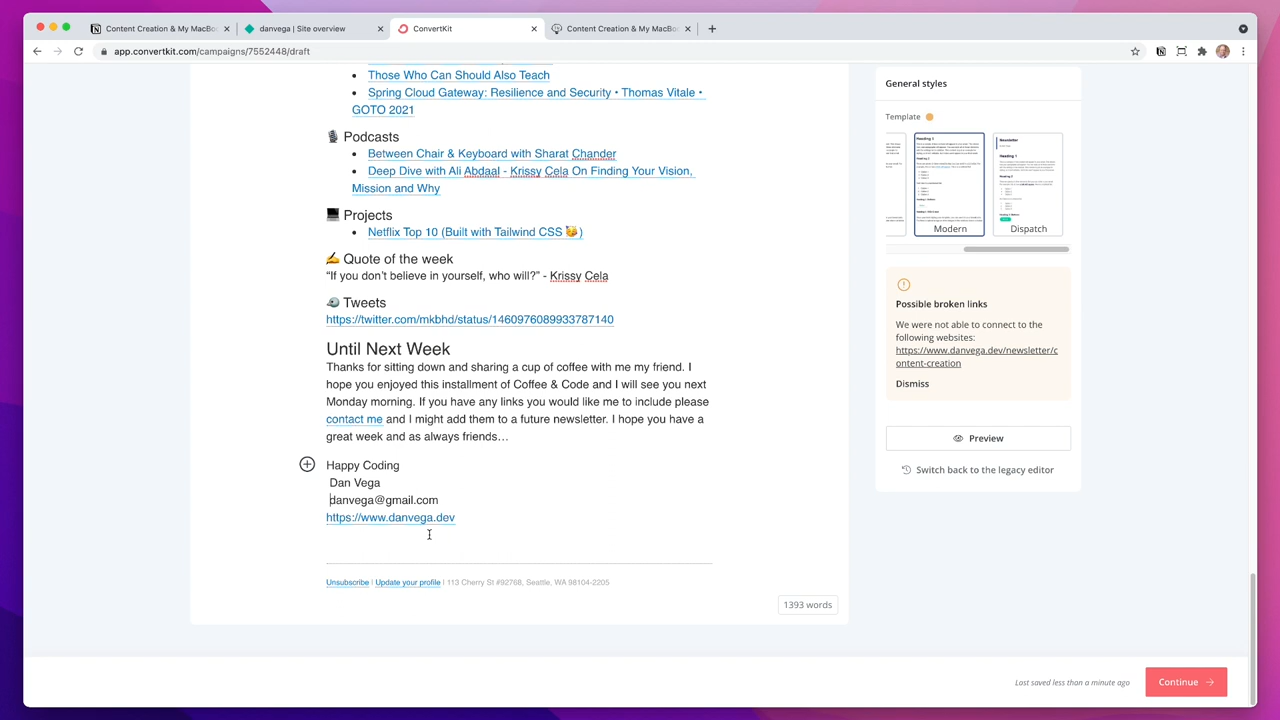 Content Creation & My MacBo
danvega | Site overview
ConvertKit
Content Creation & My MacBo
app.convertkit.com/campaigns/7552448/draft
• Those Who Can Should Also Teach
• Spring Cloud Gateway: Resilience and Security • Thomas Vitale •
GOTO 2021
🎙 Podcasts
• Between Chair & Keyboard with Sharat Chander
Deep Dive with Ali Abdaal - Krissy Cela On Finding Your Vision,
Mission and Why
💻 Projects
• Netflix Top 10 (Built with Tailwind CSS 🥳)
✍️ Quote of the week
“If you don’t believe in yourself, who will?” - Krissy Cela
🐦 Tweets
https://twitter.com/mkbhd/status/1460976089933787140
Until Next Week
Thanks for sitting down and sharing a cup of coffee with me my friend. I
hope you enjoyed this installment of Coffee & Code and I will see you next
Monday morning. If you have any links you would like me to include please
contact me and I might add them to a future newsletter. I hope you have a
great week and as always friends…
Happy Coding
Dan Vega
danvega@gmail.com
https://www.danvega.dev
Unsubscribe | Update your profile | 113 Cherry St #92768, Seattle, WA 98104-2205
1393 words
General styles
Template
Modern
Newsletter
Heading 1
Dispatch
Possible broken links
We were not able to connect to the
following websites:
https://www.danvega.dev/newsletter/c
ontent-creation
Dismiss
Preview
Switch back to the legacy editor
Last saved less than a minute ago
Continue